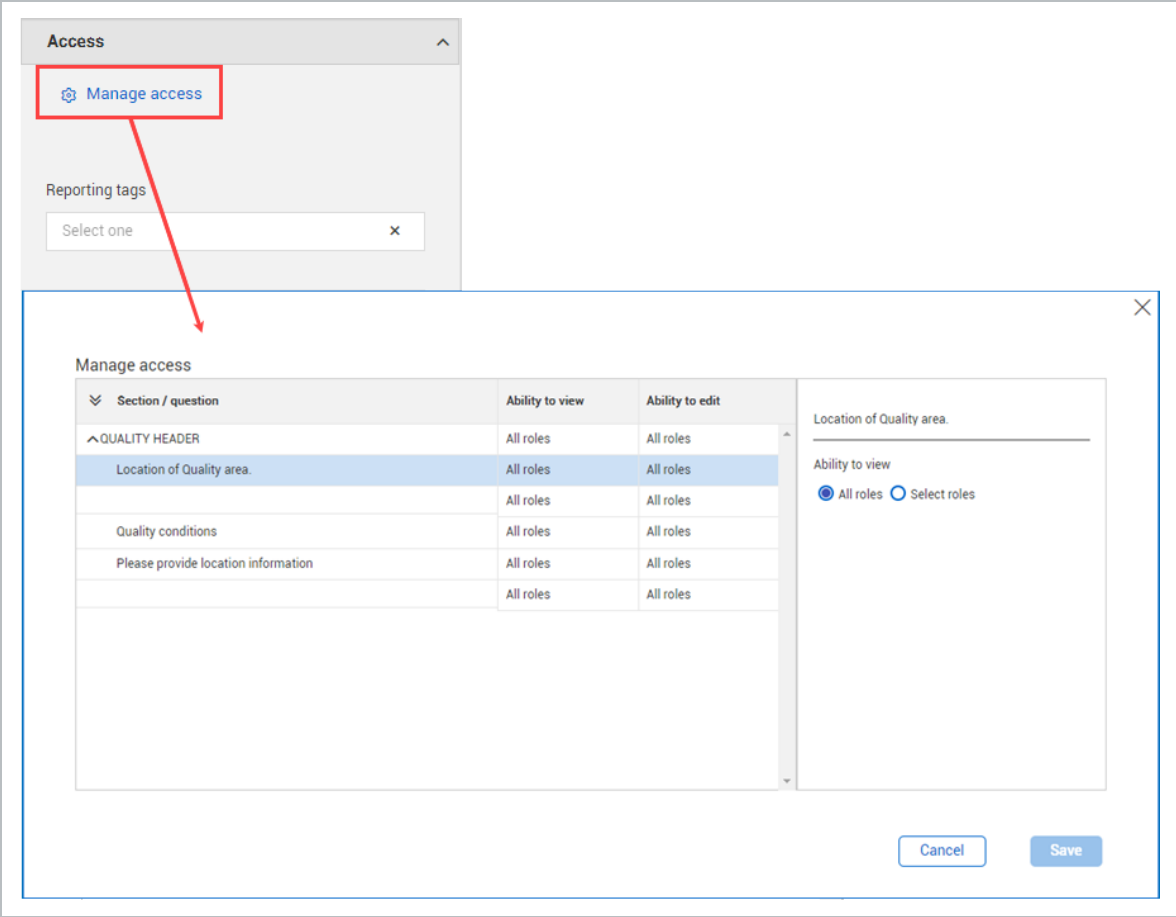 Access
Manage access
Reporting tags
Select one
Manage access
Section / question Ability to view Ability to edit
QUALITY HEADER All roles All roles
Location of Quality area. All roles All roles
All roles All roles
Quality conditions All roles All roles
Please provide location information All roles All roles
All roles All roles
Location of Quality area.
Ability to view
All roles Select roles
Cancel Save